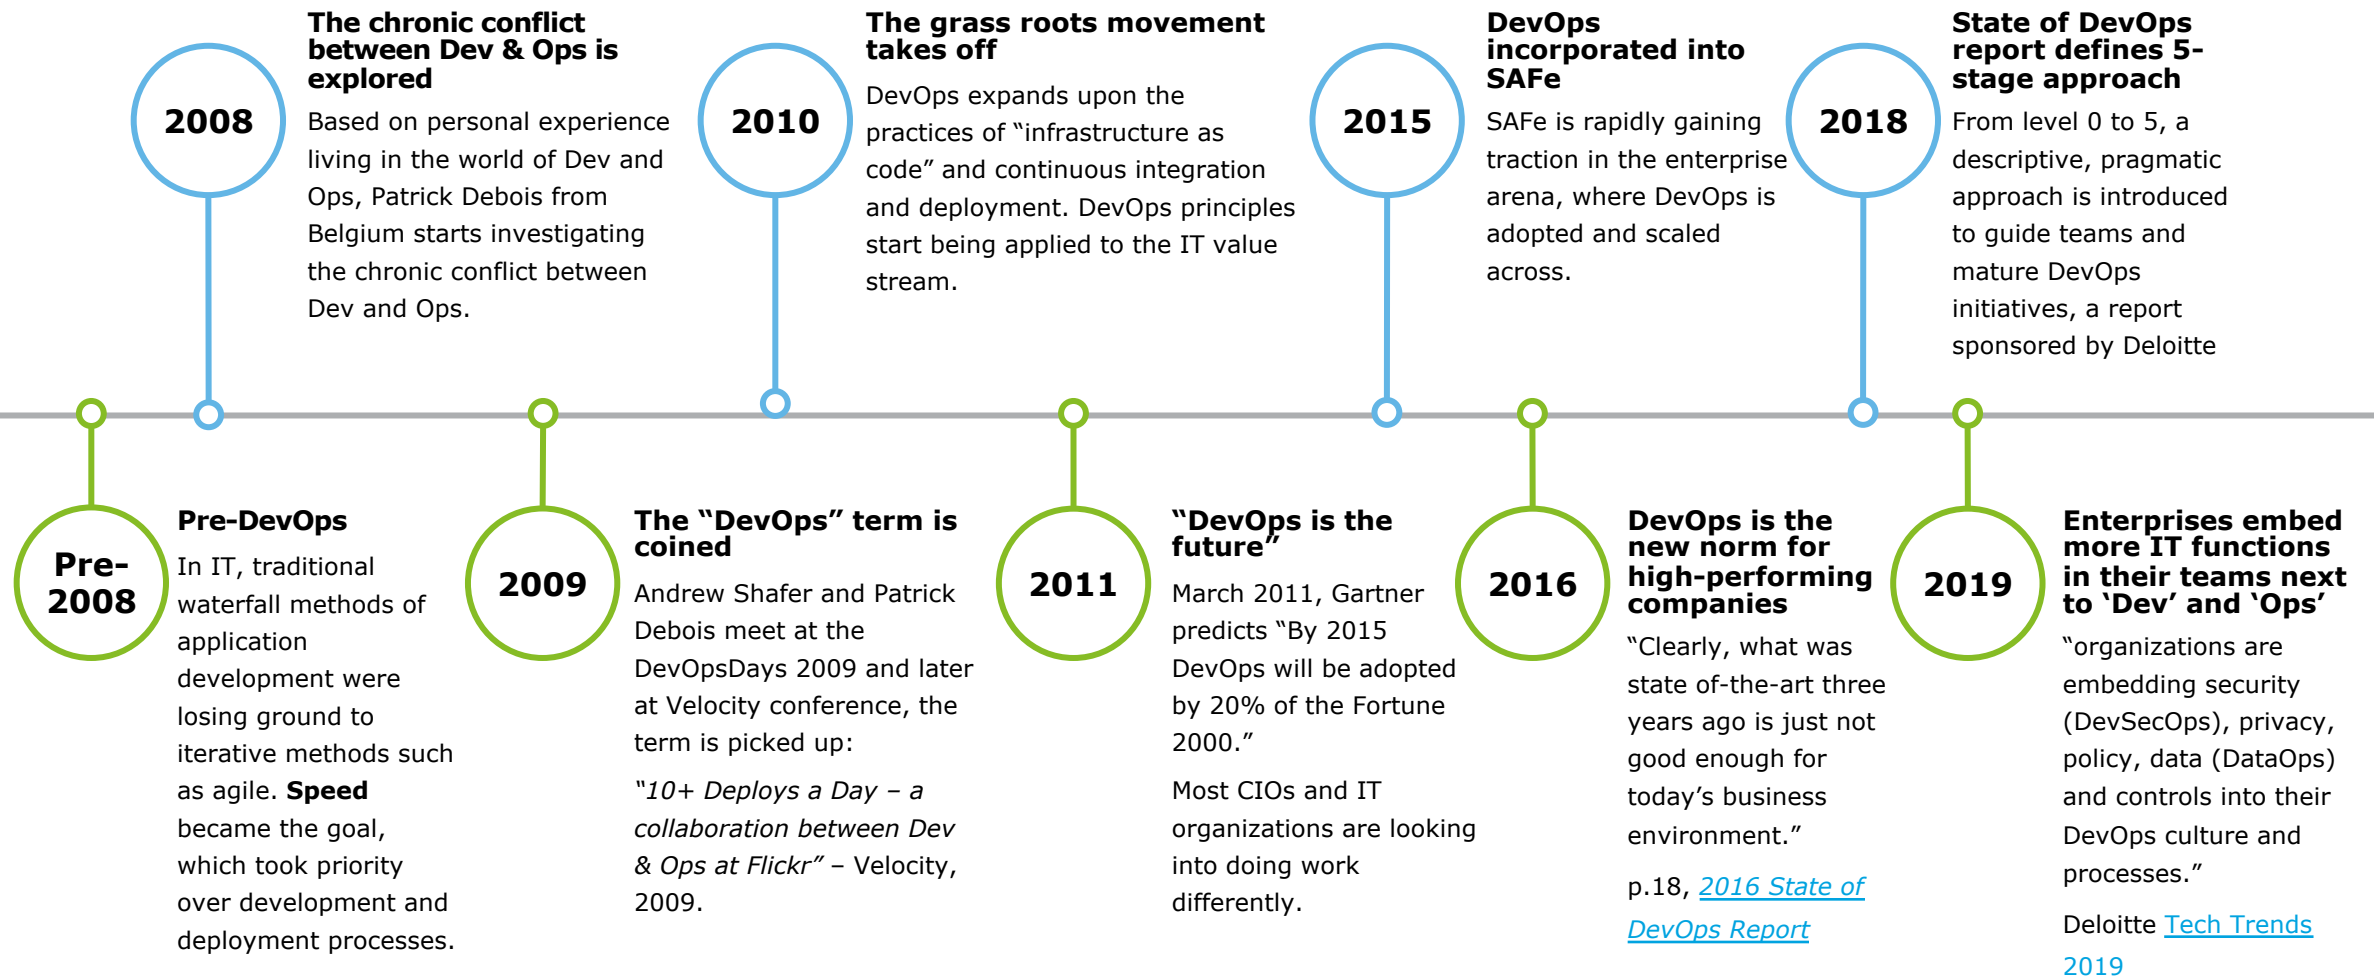 2008
The chronic conflict
between Dev & Ops is
explored
Based on personal experience
living in the world of Dev and
Ops, Patrick Debois from
Belgium starts investigating
the chronic conflict between
Dev and Ops.
2010
The grass roots movement
takes off
DevOps expands upon the
practices of “infrastructure as
code” and continuous integration
and deployment. DevOps principles
start being applied to the IT value
stream.
2015
DevOps
incorporated into
SAFe
SAFe is rapidly gaining
traction in the enterprise
arena, where DevOps is
adopted and scaled
across.
2018
State of DevOps
report defines 5-
stage approach
From level 0 to 5, a
descriptive, pragmatic
approach is introduced
to guide teams and
mature DevOps
initiatives, a report
sponsored by Deloitte
Pre-
2008
Pre-DevOps
In IT, traditional
waterfall methods of
application
development were
losing ground to
iterative methods such
as agile. Speed
became the goal,
which took priority
over development and
deployment processes.
2009
The “DevOps” term is
coined
Andrew Shafer and Patrick
Debois meet at the
DevOpsDays 2009 and later
at Velocity conference, the
term is picked up:
“10+ Deploys a Day – a
collaboration between Dev
& Ops at Flickr” – Velocity,
2009.
2011
“DevOps is the
future”
March 2011, Gartner
predicts “By 2015
DevOps will be adopted
by 20% of the Fortune
2000.”
Most CIOs and IT
organizations are looking
into doing work
differently.
2016
DevOps is the
new norm for
high-performing
companies
“Clearly, what was
state of-the-art three
years ago is just not
good enough for
today’s business
environment.”
p.18, 2016 State of
DevOps Report
2019
Enterprises embed
more IT functions
in their teams next
to ‘Dev’ and ‘Ops’
“organizations are
embedding security
(DevSecOps), privacy,
policy, data (DataOps)
and controls into their
DevOps culture and
processes.”
Deloitte Tech Trends
2019